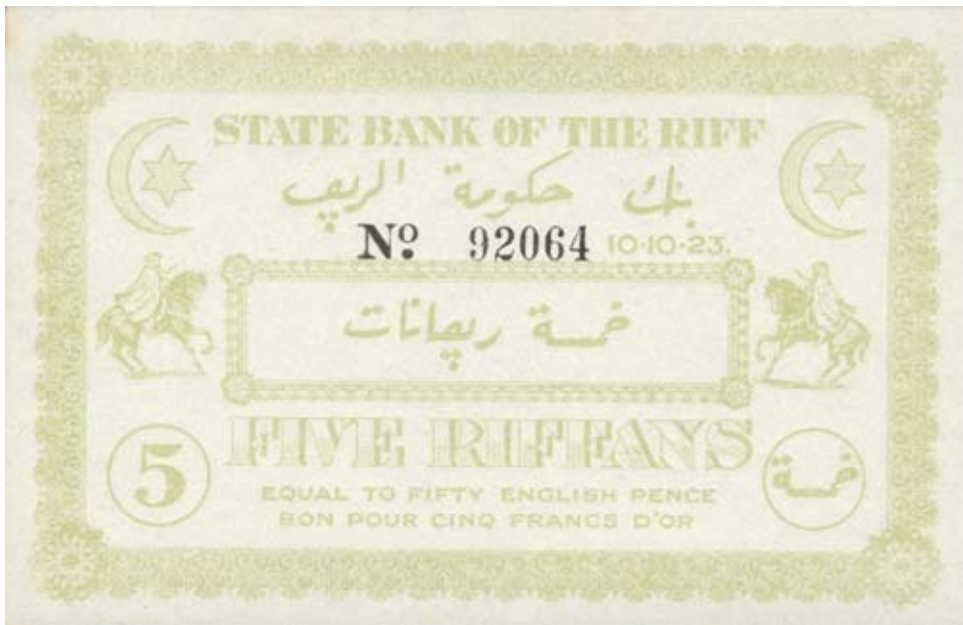 STATE BANK OF THE RIFF
بنك حكومة الريف
Nº 92064 10·10·23.
خمسة ريفانات
FIVE RIFFANS
5 خمسة
EQUAL TO FIFTY ENGLISH PENCE
BON POUR CINQ FRANCS D'OR